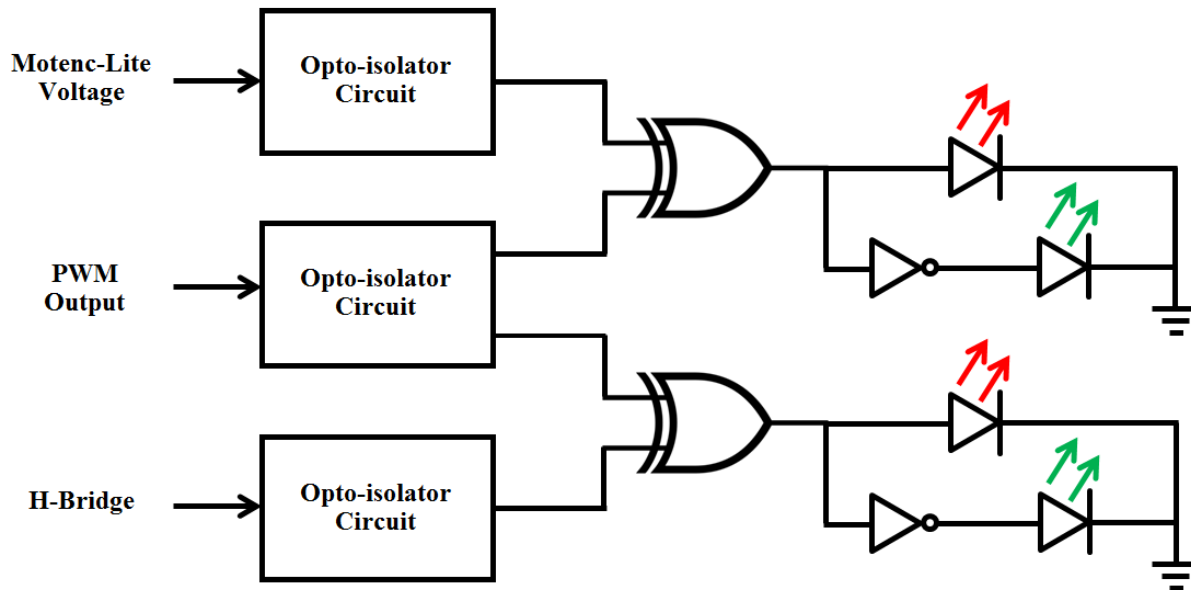 Motenc-Lite
Voltage
Opto-isolator
Circuit
PWM
Output
Opto-isolator
Circuit
H-Bridge
Opto-isolator
Circuit